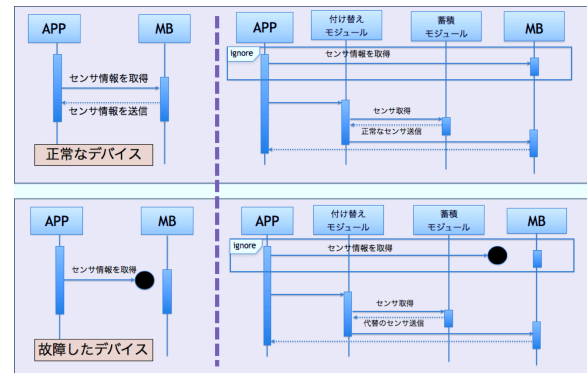 APP
MB
センサ情報を取得
センサ情報を送信
正常なデバイス
APP
付け替え
モジュール
蓄積
モジュール
MB
ignore
センサ情報を取得
センサ取得
正常なセンサ送信
APP
MB
センサ情報を取得
故障したデバイス
APP
付け替え
モジュール
蓄積
モジュール
MB
ignore
センサ情報を取得
センサ取得
代替のセンサ送信